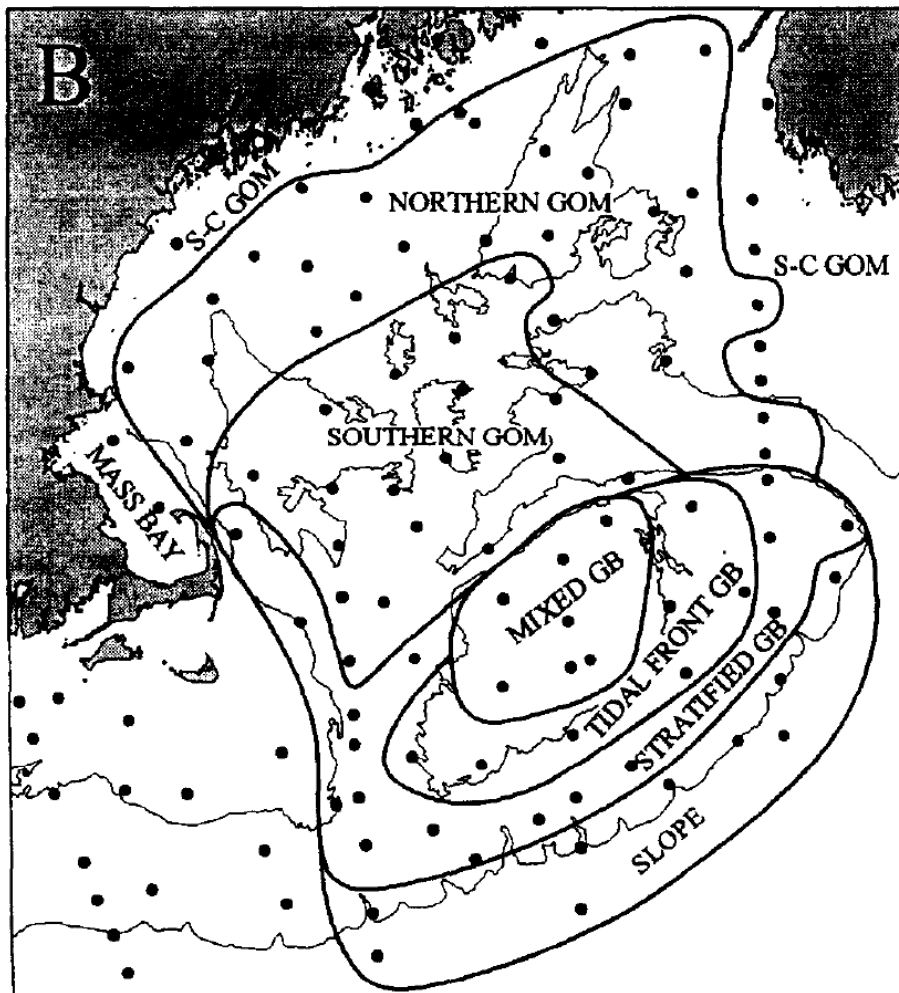 B
S-C GOM
NORTHERN GOM
S-C GOM
SOUTHERN GOM
MASS BAY
MIXED GB
TIDAL FRONT GB
STRATIFIED GB
SLOPE